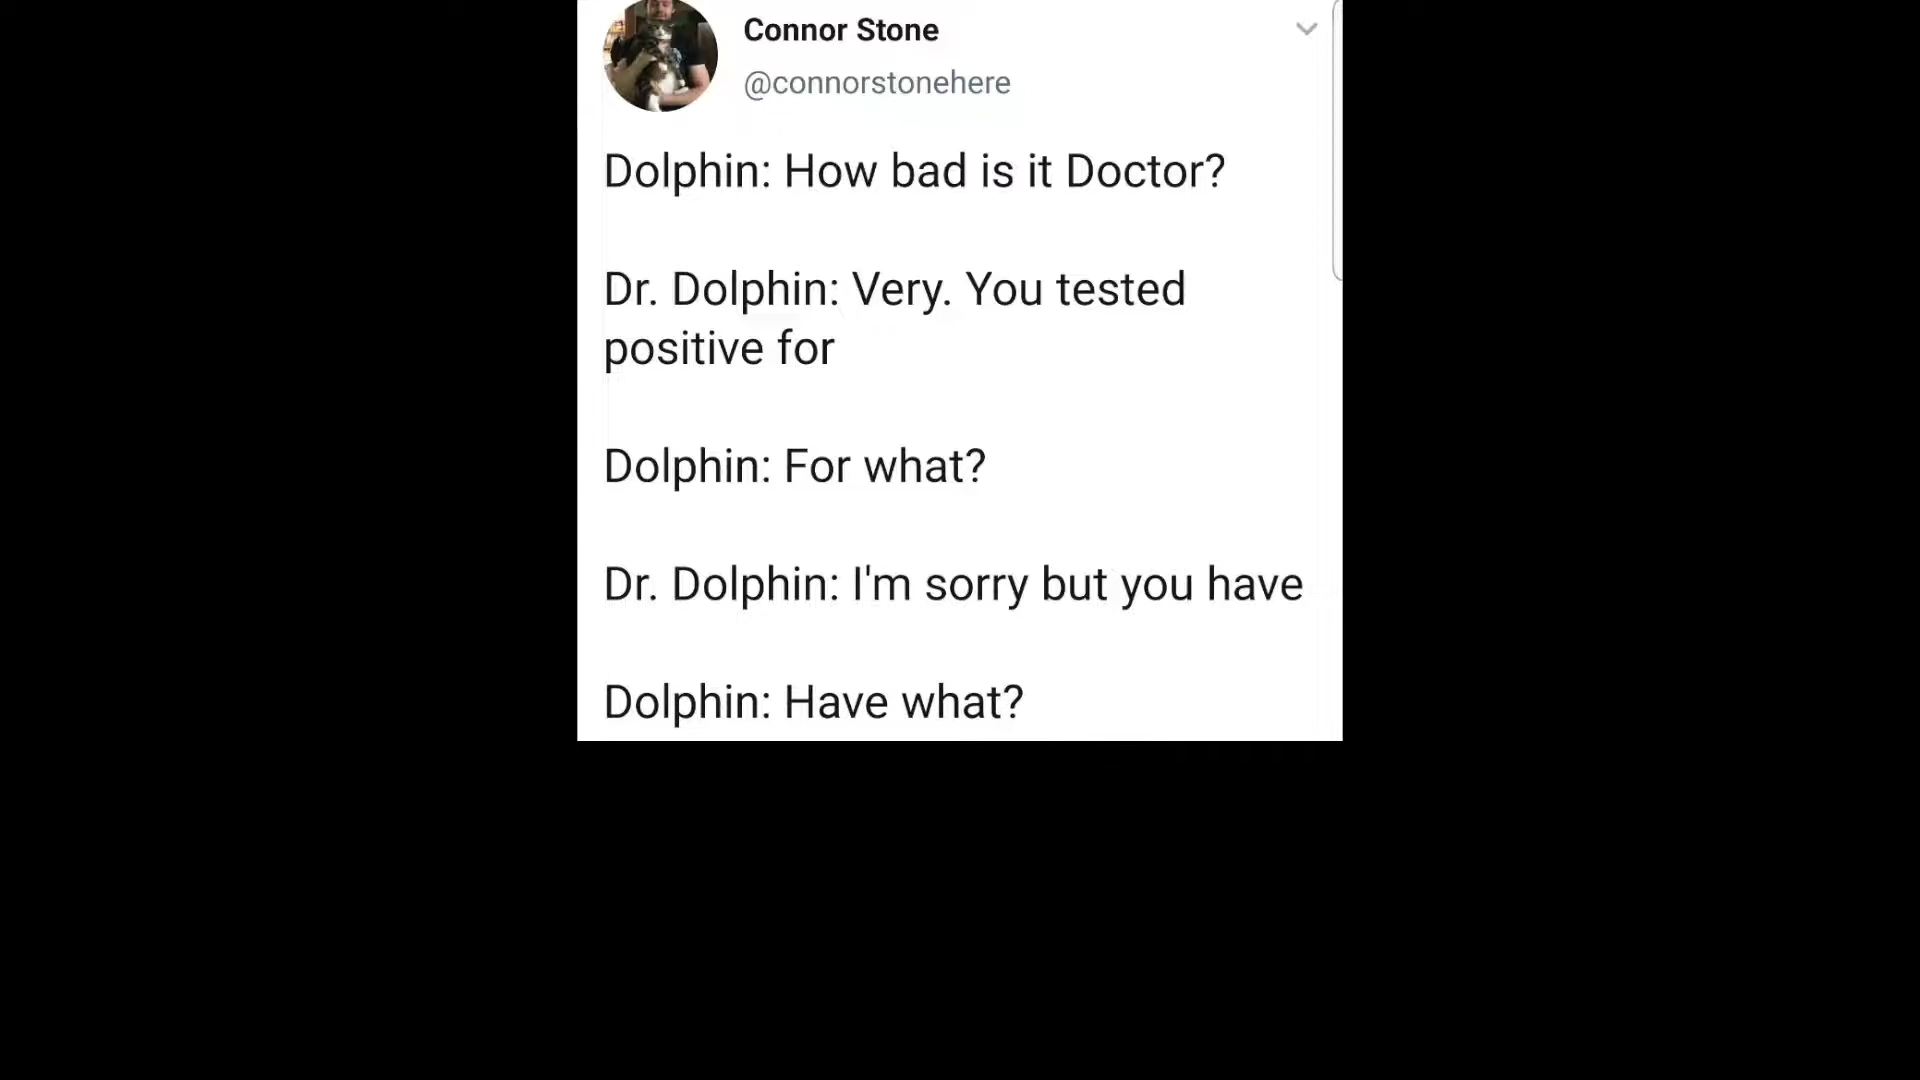 Connor Stone
@connorstonehere
Dolphin: How bad is it Doctor?
Dr. Dolphin: Very. You tested
positive for
Dolphin: For what?
Dr. Dolphin: I'm sorry but you have
Dolphin: Have what?